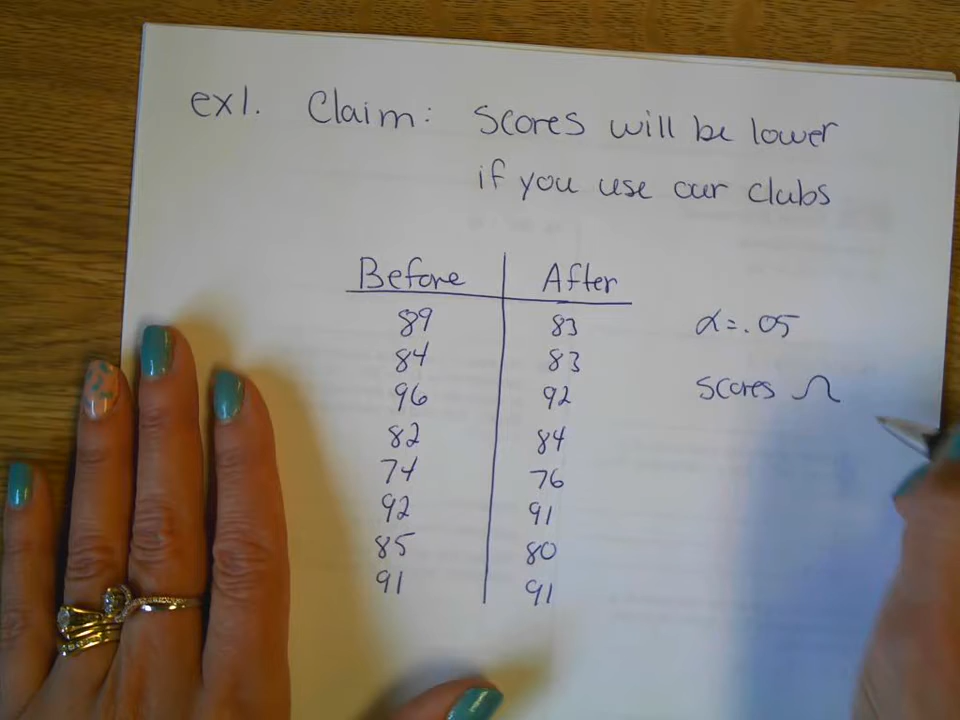 ex1. Claim: Scores will be lower
if you use our clubs
Before After
89 83
84 83 α=.05
96 92 scores
82 84
74 76
92 91
85 80
91 91